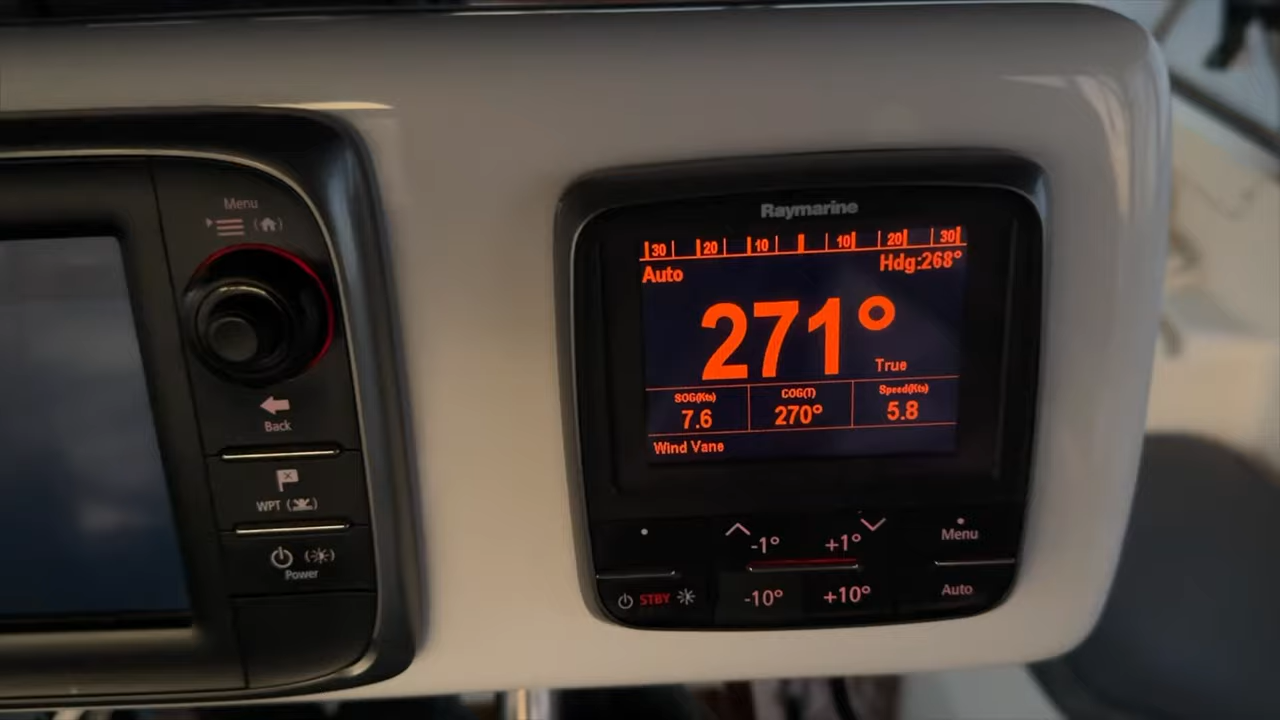 Menu
Back
WPT
Power
Raymarine
30 20 10 10 20 30
Auto
Hdg:268°
271°
True
SOG(Kts)
7.6
COG(T)
270°
Speed(Kts)
5.8
Wind Vane
-1°
+1°
Menu
STBY
-10°
+10°
Auto